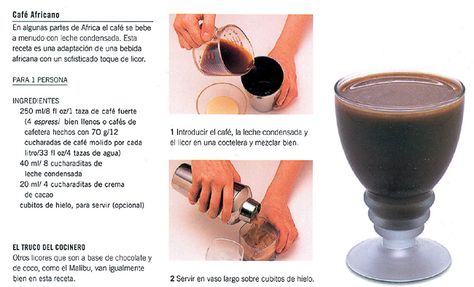 Café Africano
En algunas partes de Africa el café se bebe
a menudo con leche condensada. Esta
receta es una adaptación de una bebida
africana con un sofisticado toque de licor.
PARA 1 PERSONA
INGREDIENTES
250 ml/8 fl oz/1 taza de café fuerte
(4 espressi bien llenos o cafés de
cafetera hechos con 70 g/12
cucharaditas de café molido por cada
litro/33 fl oz/4 tazas de agua)
40 ml/ 8 cucharaditas de
leche condensada
20 ml/ 4 cucharaditas de crema
de cacao
cubitos de hielo, para servir (opcional)
EL TRUCO DEL COCINERO
Otros licores que son a base de chocolate y
de coco, como el Malibu, van igualmente
bien en esta receta.
1 Introducir el café, la leche condensada y
el licor en una coctelera y mezclar bien.
2 Servir en vaso largo sobre cubitos de hielo.